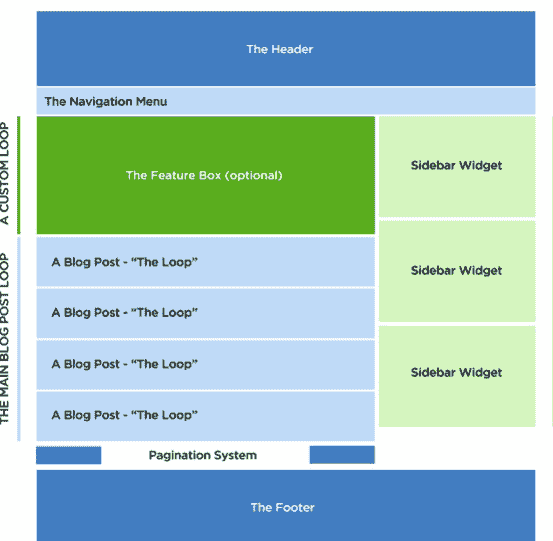 The Header
The Navigation Menu
A CUSTOM LOOP
The Feature Box (optional)
Sidebar Widget
THE MAIN BLOG POST LOOP
A Blog Post - “The Loop”
Sidebar Widget
A Blog Post - “The Loop”
A Blog Post - “The Loop”
Sidebar Widget
A Blog Post - “The Loop”
Pagination System
The Footer